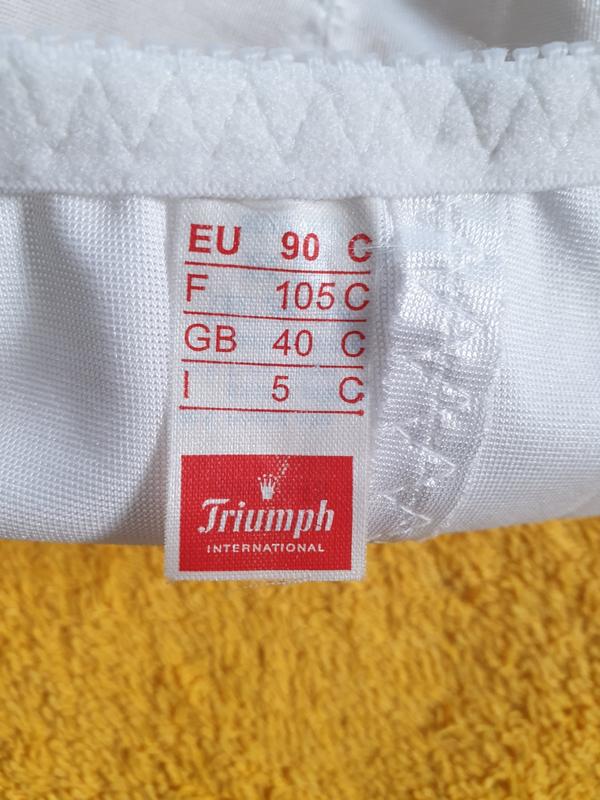 EU 90 C
F 105 C
GB 40 C
I 5 C
Triumph
INTERNATIONAL